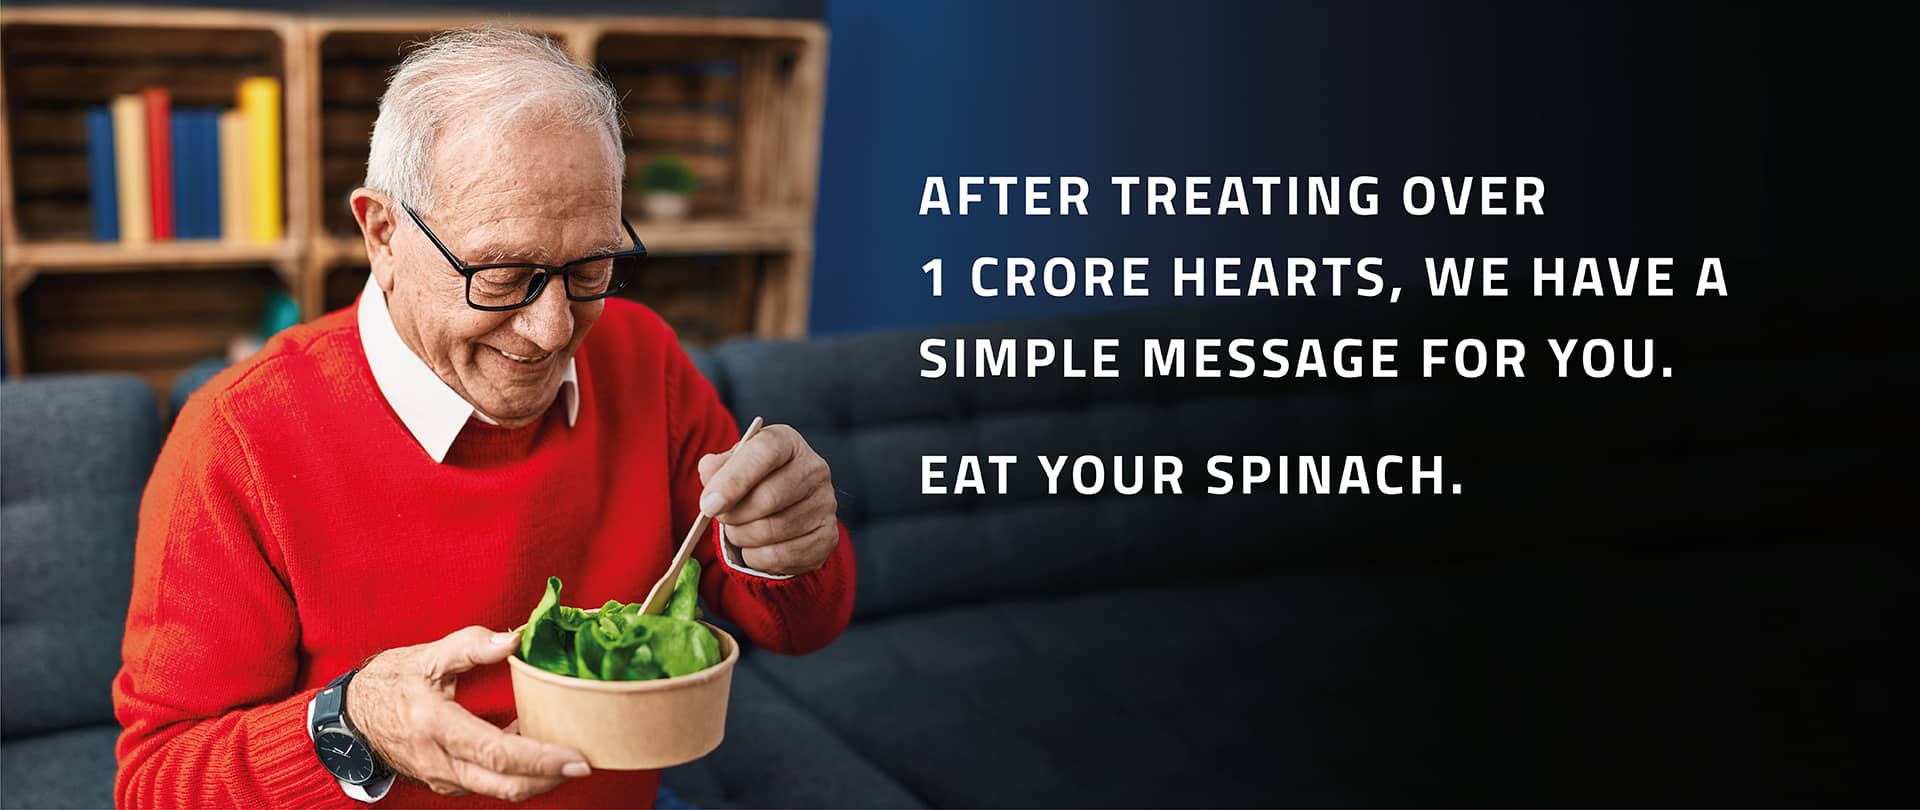 AFTER TREATING OVER
1 CRORE HEARTS, WE HAVE A
SIMPLE MESSAGE FOR YOU.
EAT YOUR SPINACH.